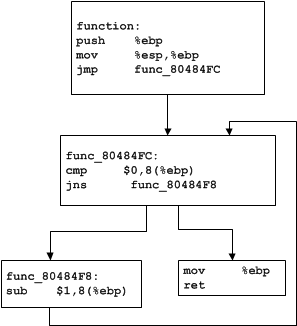 function:
push %ebp
mov %esp,%ebp
jmp func_80484FC
func_80484FC:
cmp $0,8(%ebp)
jns func_80484F8
func_80484F8:
sub $1,8(%ebp)
mov %ebp
ret